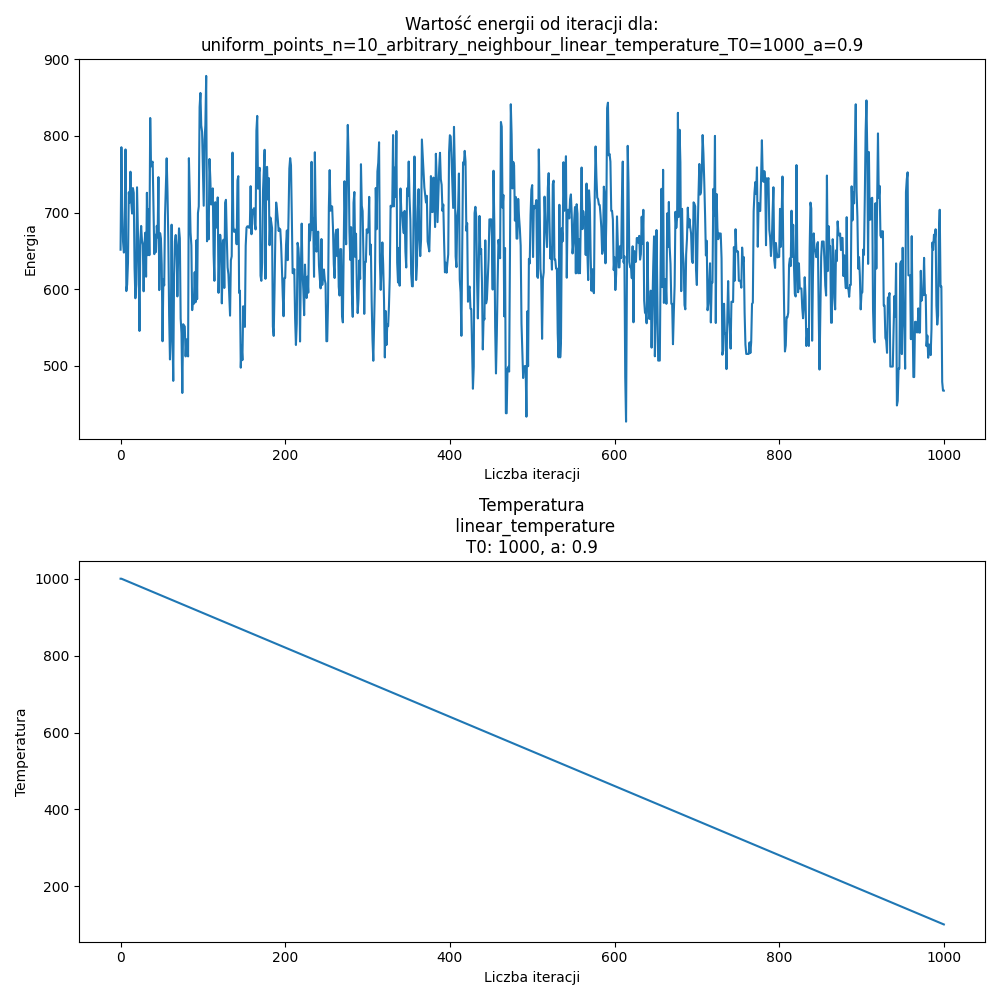 Wartość energii od iteracji dla:
uniform_points_n=10_arbitrary_neighbour_linear_temperature_T0=1000_a=0.9
900
800
700
600
500
Energia
0 200 400 600 800 1000
Liczba iteracji
Temperatura
linear_temperature
T0: 1000, a: 0.9
1000
800
600
400
200
Temperatura
0 200 400 600 800 1000
Liczba iteracji